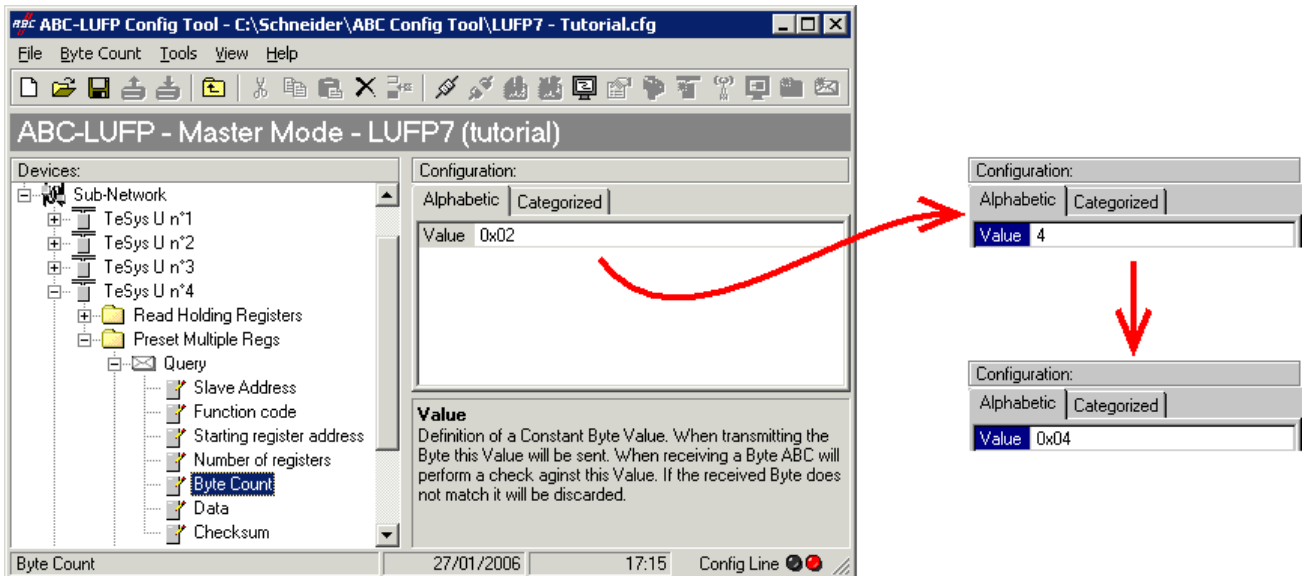 ABC ABC-LUFP Config Tool - C:\Schneider\ABC Config Tool\LUFP7 - Tutorial.cfg
File Byte Count Tools View Help
ABC-LUFP - Master Mode - LUFP7 (tutorial)
Devices:
Sub-Network
TeSys U n°1
TeSys U n°2
TeSys U n°3
TeSys U n°4
Read Holding Registers
Preset Multiple Regs
Query
Slave Address
Function code
Starting register address
Number of registers
Byte Count
Data
Checksum
Configuration:
Alphabetic Categorized
Value 0x02
Value
Definition of a Constant Byte Value. When transmitting the
Byte this Value will be sent. When receiving a Byte ABC will
perform a check aginst this Value. If the received Byte does
not match it will be discarded.
Byte Count 27/01/2006 17:15 Config Line
Configuration:
Alphabetic Categorized
Value 4
Configuration:
Alphabetic Categorized
Value 0x04